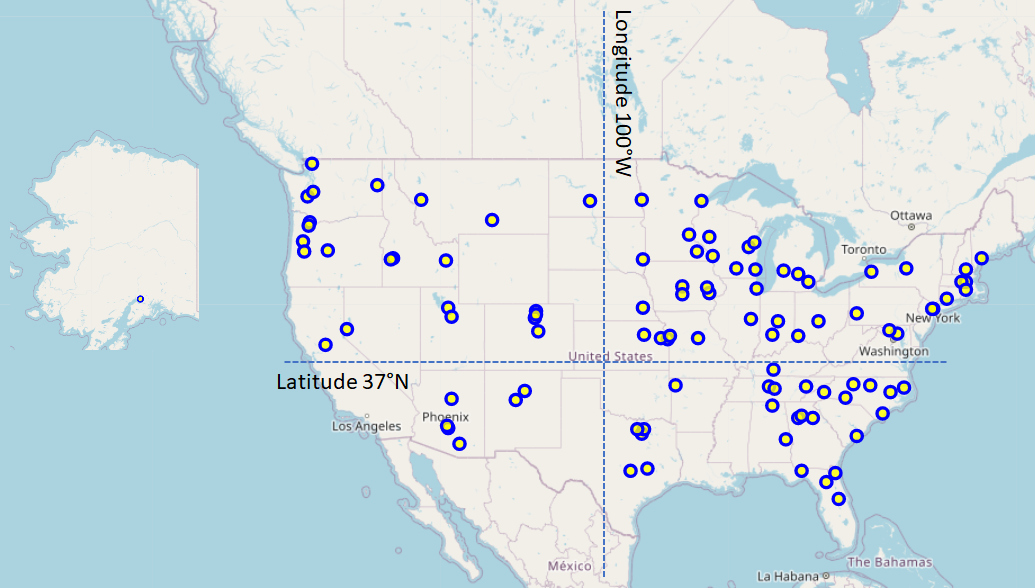 Longitude 100°W
Ottawa
Toronto
New York
United States
Washington
Latitude 37°N
Phoenix
Los Angeles
México
The Bahamas
La Habana